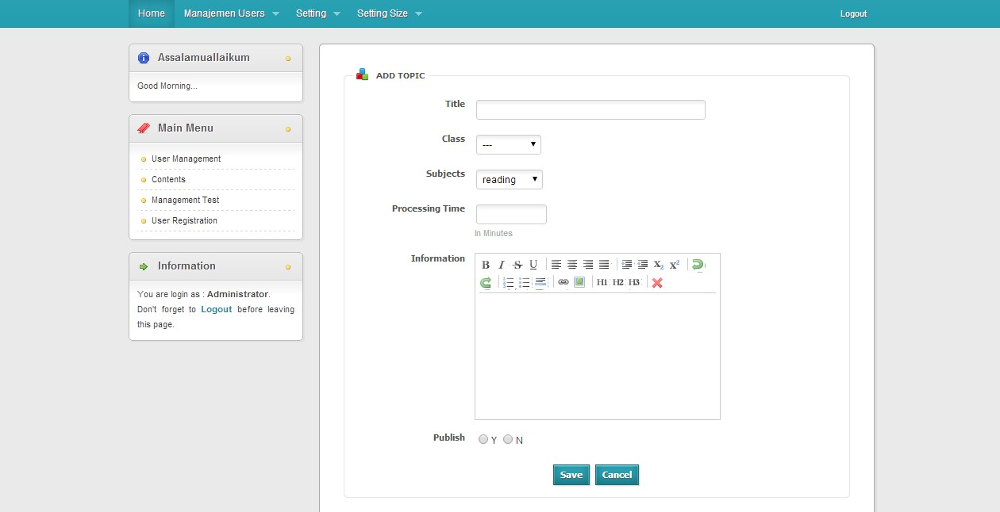 Home Manajemen Users Setting Setting Size Logout
Assalamuallaikum
Good Morning...
Main Menu
User Management
Contents
Management Test
User Registration
Information
You are login as : Administrator.
Don't forget to Logout before leaving
this page.
ADD TOPIC
Title
Class ---
Subjects reading
Processing Time
In Minutes
Information
B I S U X2 X2
H1 H2 H3
Publish Y N
Save Cancel